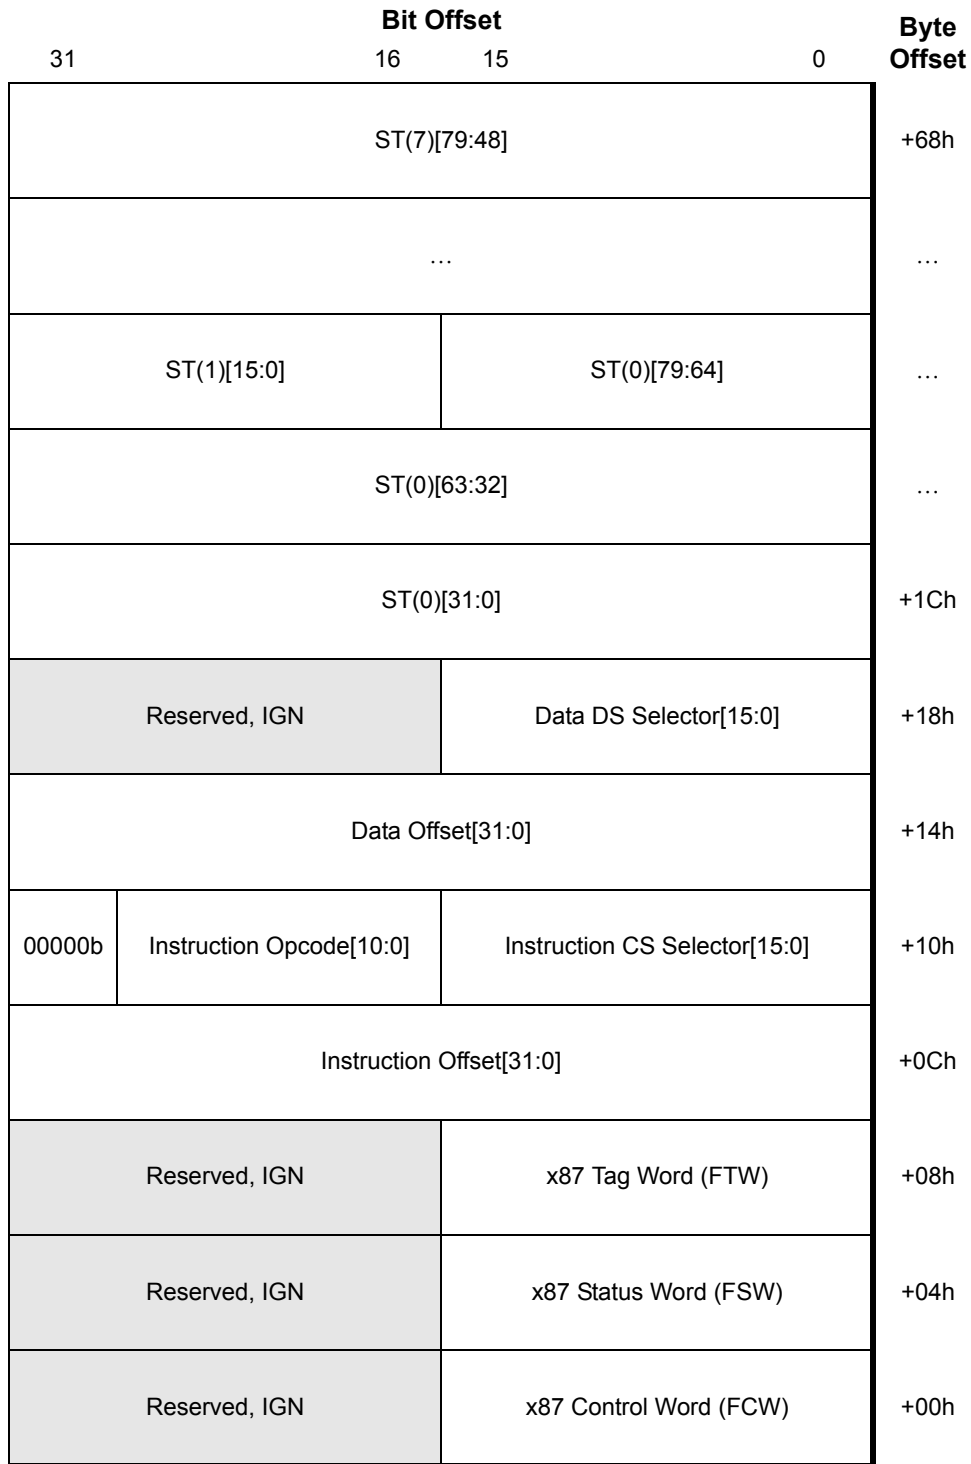 Bit Offset
Byte
Offset
31 16 15 0
ST(7)[79:48] +68h
… …
ST(1)[15:0] ST(0)[79:64] …
ST(0)[63:32] …
ST(0)[31:0] +1Ch
Reserved, IGN Data DS Selector[15:0] +18h
Data Offset[31:0] +14h
00000b Instruction Opcode[10:0] Instruction CS Selector[15:0] +10h
Instruction Offset[31:0] +0Ch
Reserved, IGN x87 Tag Word (FTW) +08h
Reserved, IGN x87 Status Word (FSW) +04h
Reserved, IGN x87 Control Word (FCW) +00h